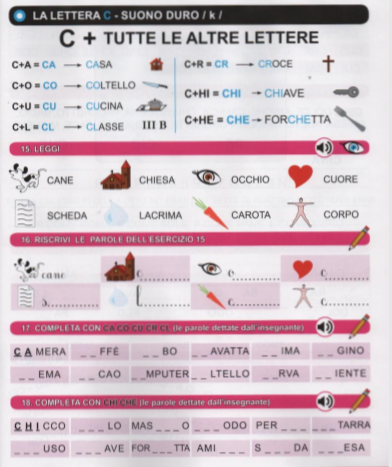 LA LETTERA C - SUONO DURO / k /
C + TUTTE LE ALTRE LETTERE
C+A = CA → CASA
C+O = CO → COLTELLO
C+U = CU → CUCINA
C+L = CL → CLASSE III B
C+R = CR → CROCE
C+HI = CHI → CHIAVE
C+HE = CHE → FORCHETTA
15. LEGGI
CANE CHIESA OCCHIO CUORE
SCHEDA LACRIMA CAROTA CORPO
16. RISCRIVI LE PAROLE DELL'ESERCIZIO 15
cane c.......... o.......... c..........
s.......... l.......... c.......... c..........
17. COMPLETA CON CA CO CU CR CL (le parole dettate dall'insegnante)
C A MERA _ _ FFÈ _ _ BO _ _ AVATTA _ _ IMA _ _ GINO
_ _ EMA _ _ CAO _ _ MPUTER _ _ LTELLO _ _ RVA _ _ IENTE
18. COMPLETA CON CHI CHE (le parole dettate dall'insegnante)
C H I CCO _ _ _ LO MAS _ _ _ O _ _ _ ODO PER _ _ _ _ _ _ TARRA
_ _ _ USO _ _ _ AVE FOR _ _ _ TTA AMI _ _ _ S _ _ _ DA _ _ _ ESA